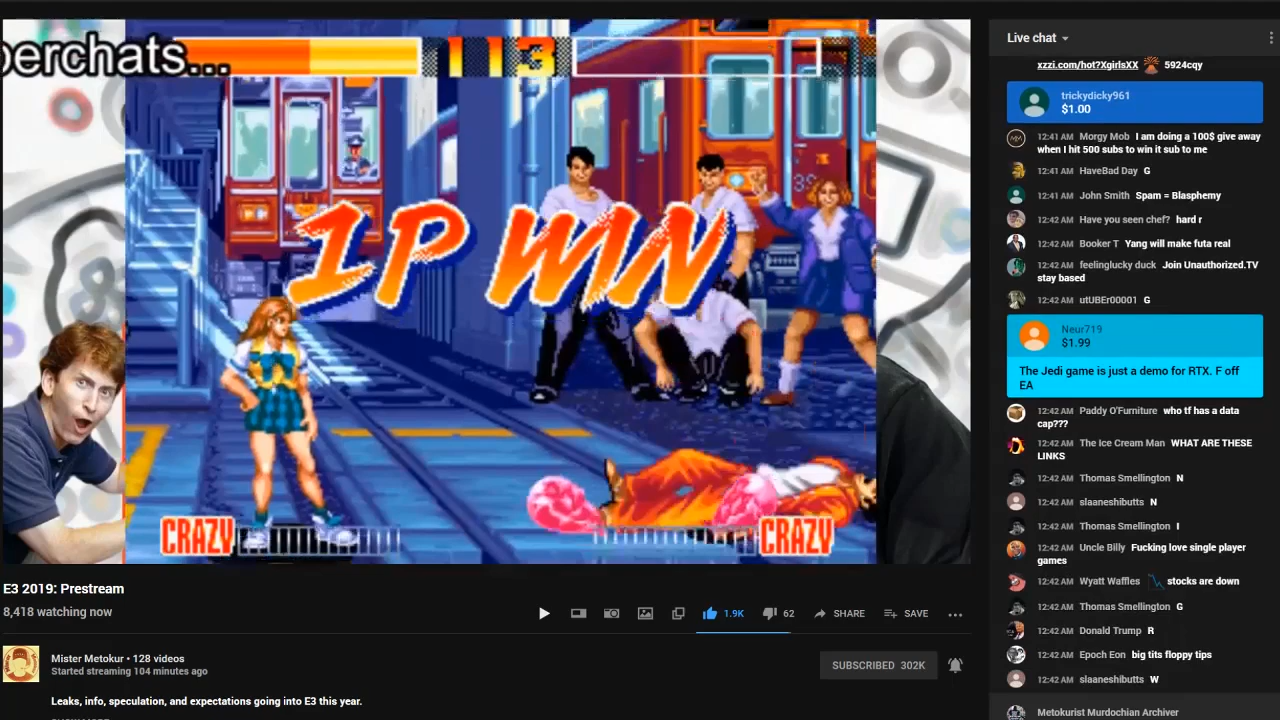 perchats...
113
1P WIN
CRAZY
CRAZY
E3 2019: Prestream
8,418 watching now
1.9K
62
SHARE
SAVE
Mister Metokur • 128 videos
Started streaming 104 minutes ago
SUBSCRIBED 302K
Leaks, info, speculation, and expectations going into E3 this year.
Live chat
xzzi.com/hot?XgirlsXX 5924cqy
trickydicky961
$1.00
12:41 AM Morgy Mob I am doing a 100$ give away
when I hit 500 subs to win it sub to me
12:41 AM HaveBad Day G
12:41 AM John Smith Spam = Blasphemy
12:42 AM Have you seen chef? hard r
12:42 AM Booker T Yang will make futa real
12:42 AM feelinglucky duck Join Unauthorized.TV
stay based
12:42 AM utUBEr00001 G
Neur719
$1.99
The Jedi game is just a demo for RTX. F off
EA
12:42 AM Paddy O'Furniture who tf has a data
cap???
12:42 AM The Ice Cream Man WHAT ARE THESE
LINKS
12:42 AM Thomas Smellington N
12:42 AM slaaneshibutts N
12:42 AM Thomas Smellington I
12:42 AM Uncle Billy Fucking love single player
games
12:42 AM Wyatt Waffles stocks are down
12:42 AM Thomas Smellington G
12:42 AM Donald Trump R
12:42 AM Epoch Eon big tits floppy tips
12:42 AM slaaneshibutts W
Metokurist Murdochian Archiver